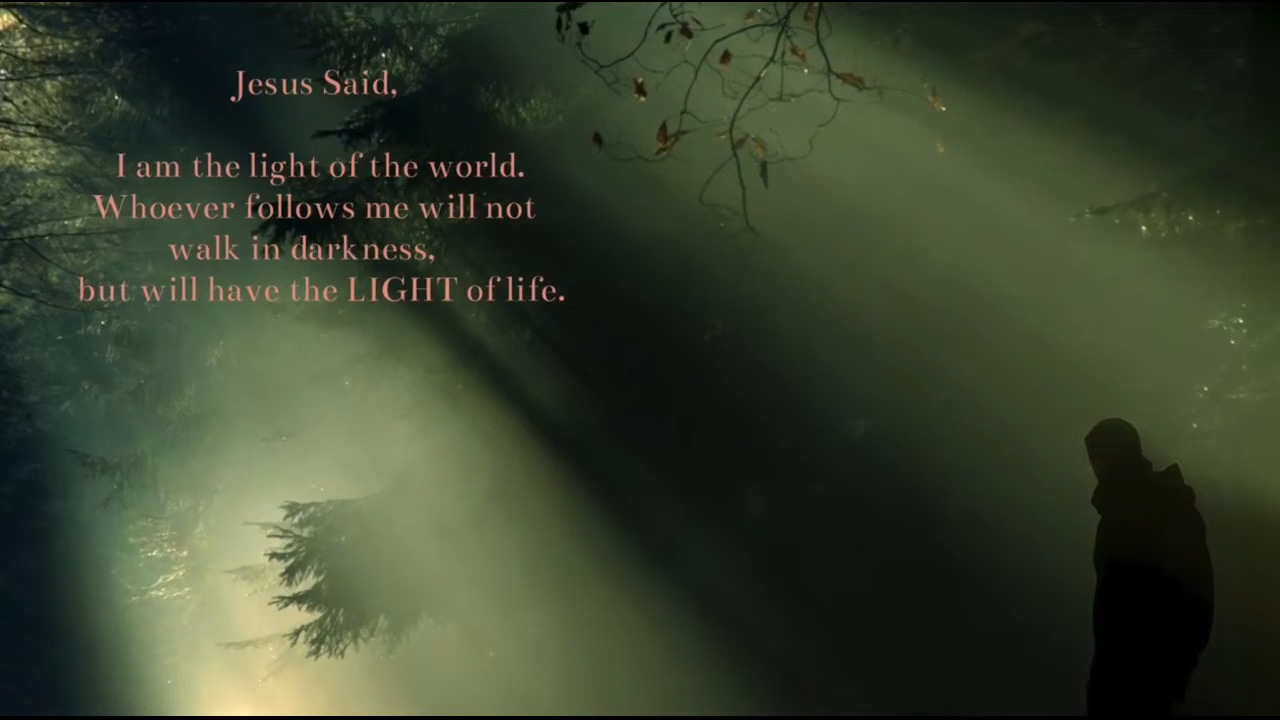 Jesus Said,
I am the light of the world.
Whoever follows me will not
walk in darkness,
but will have the LIGHT of life.